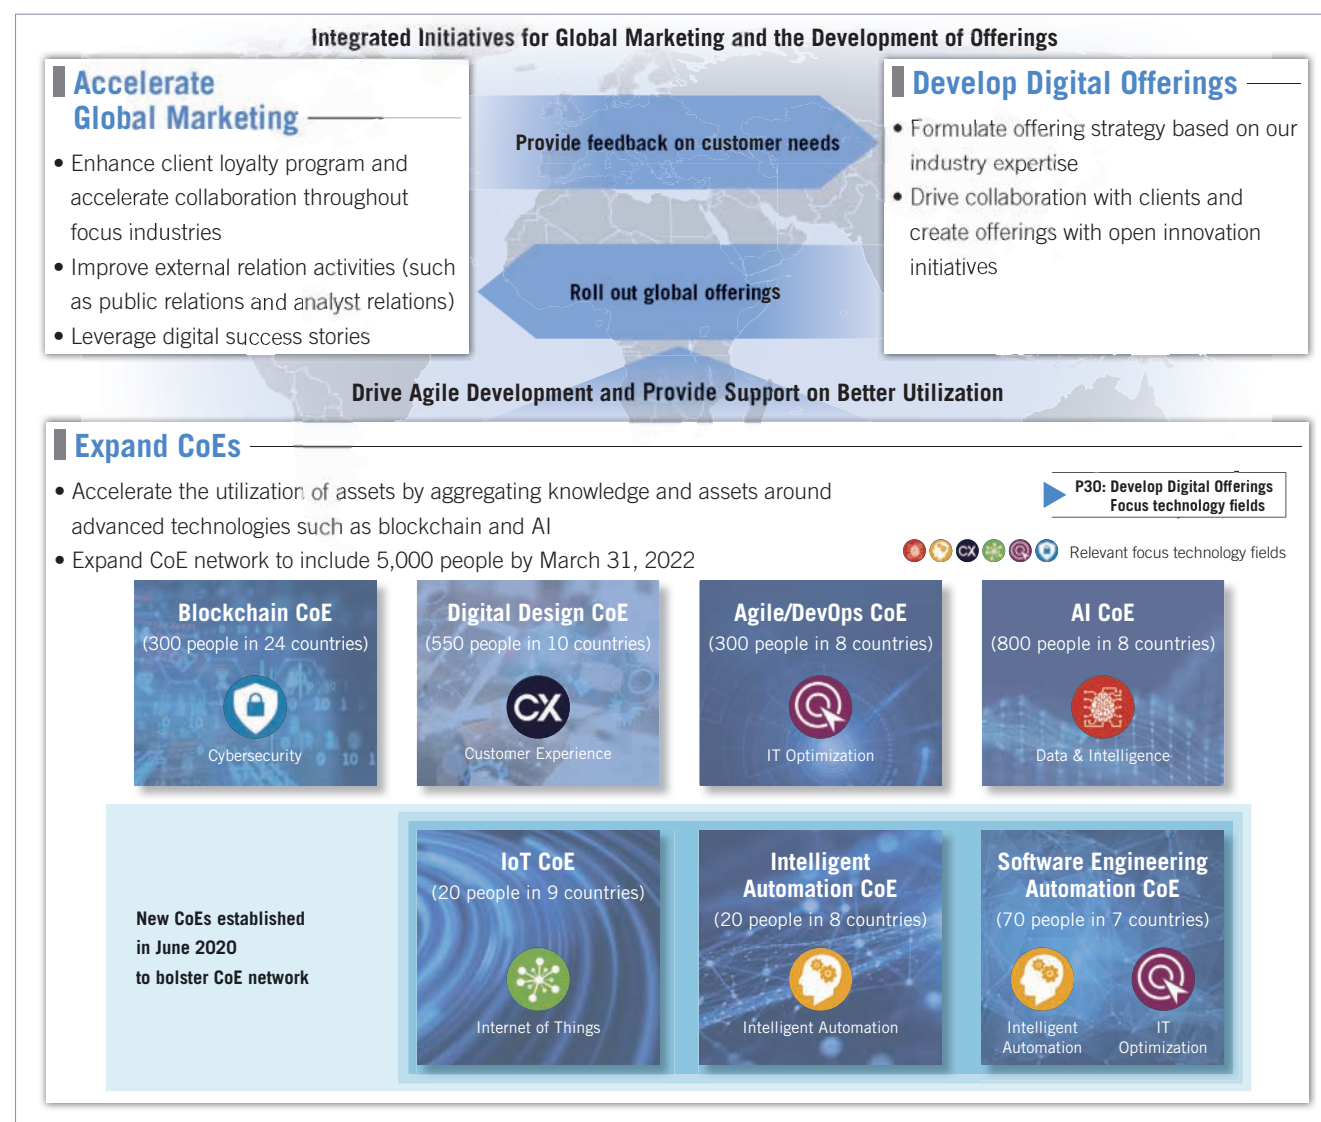 Integrated Initiatives for Global Marketing and the Development of Offerings
Accelerate
Global Marketing
• Enhance client loyalty program and
accelerate collaboration throughout
focus industries
• Improve external relation activities (such
as public relations and analyst relations)
• Leverage digital success stories
Provide feedback on customer needs
Roll out global offerings
Develop Digital Offerings
• Formulate offering strategy based on our
industry expertise
• Drive collaboration with clients and
create offerings with open innovation
initiatives
Drive Agile Development and Provide Support on Better Utilization
Expand CoEs
• Accelerate the utilization of assets by aggregating knowledge and assets around
advanced technologies such as blockchain and AI
• Expand CoE network to include 5,000 people by March 31, 2022
P30: Develop Digital Offerings
Focus technology fields
CX
Relevant focus technology fields
Blockchain CoE
(300 people in 24 countries)
Cybersecurity
Digital Design CoE
(550 people in 10 countries)
CX
Customer Experience
Agile/DevOps CoE
(300 people in 8 countries)
IT Optimization
AI CoE
(800 people in 8 countries)
Data & Intelligence
New CoEs established
in June 2020
to bolster CoE network
IoT CoE
(20 people in 9 countries)
Internet of Things
Intelligent
Automation CoE
(20 people in 8 countries)
Intelligent Automation
Software Engineering
Automation CoE
(70 people in 7 countries)
Intelligent
Automation
IT
Optimization